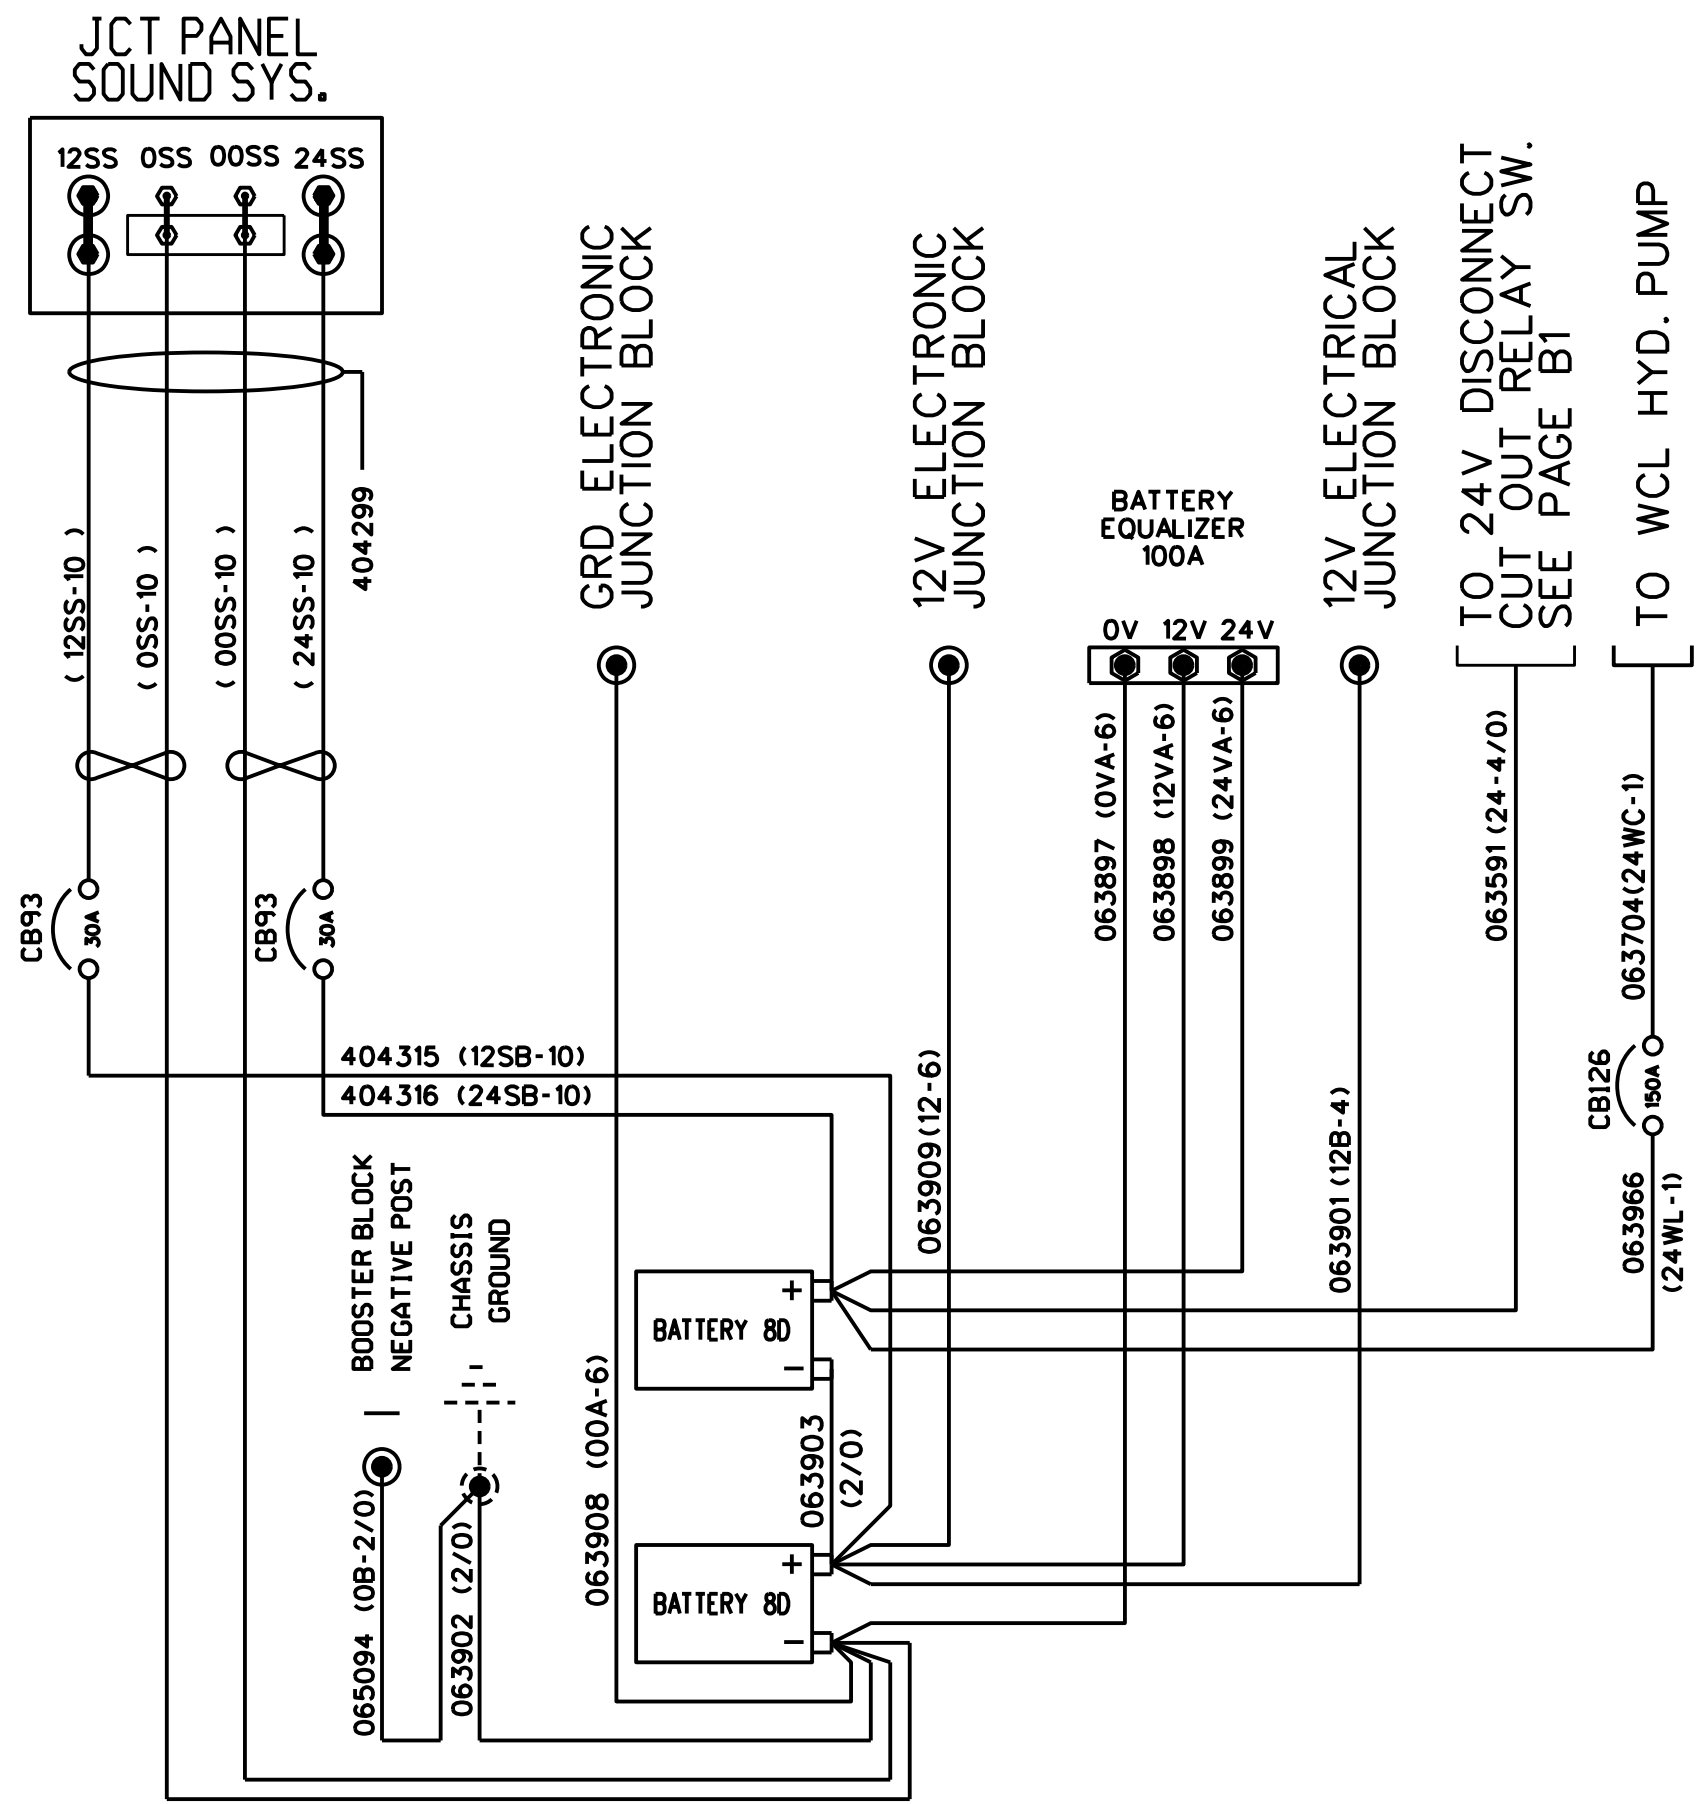 JCT PANEL
SOUND SYS.
12SS
0SS
00SS
24SS
404299
( 12SS-10 )
( 0SS-10 )
( 00SS-10 )
( 24SS-10 )
GRD ELECTRONIC
JUNCTION BLOCK
12V ELECTRONIC
JUNCTION BLOCK
BATTERY
EQUALIZER
100A
0V
12V
24V
12V ELECTRICAL
JUNCTION BLOCK
TO 24V DISCONNECT
CUT OUT RELAY SW.
SEE PAGE B1
TO WCL HYD. PUMP
063897 (0VA-6)
063898 (12VA-6)
063899 (24VA-6)
063591 (24-4/0)
063704 (24WC-1)
CB93
30A
CB93
30A
404315 (12SB-10)
404316 (24SB-10)
063909 (12-6)
063901 (12B-4)
CB126
150A
063966
(24WL-1)
BOOSTER BLOCK
NEGATIVE POST
CHASSIS
GROUND
+
BATTERY 8D
−
063908 (00A-6)
063903
(2/0)
065094 (0B-2/0)
063902 (2/0)
+
BATTERY 8D
−